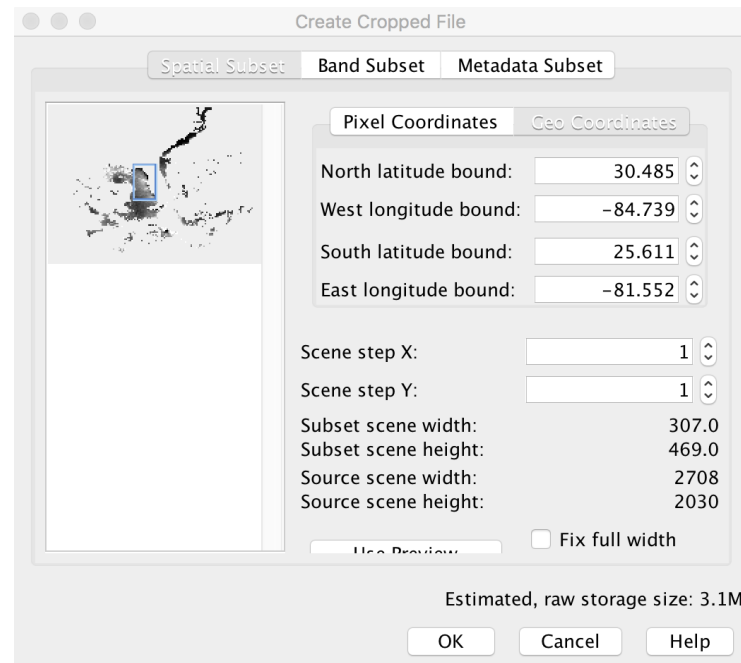 Create Cropped File
Spatial Subset Band Subset Metadata Subset
Pixel Coordinates Geo Coordinates
North latitude bound: 30.485
West longitude bound: -84.739
South latitude bound: 25.611
East longitude bound: -81.552
Scene step X: 1
Scene step Y: 1
Subset scene width: 307.0
Subset scene height: 469.0
Source scene width: 2708
Source scene height: 2030
Use Preview
Fix full width
Estimated, raw storage size: 3.1M
OK Cancel Help